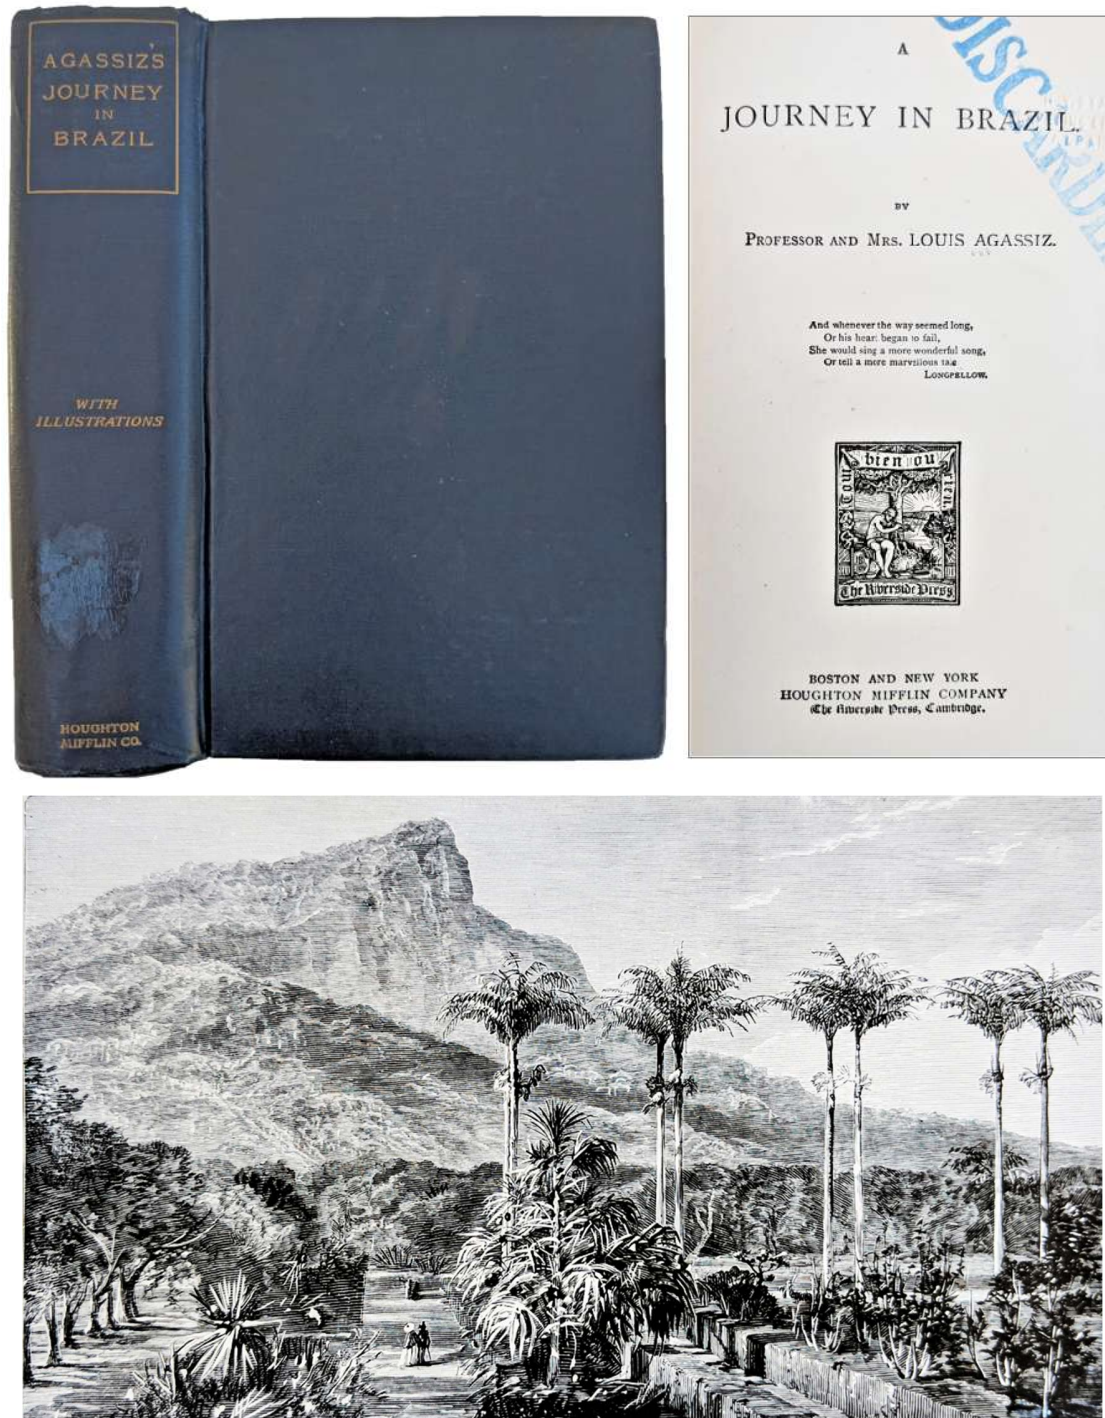 AGASSIZ'S
JOURNEY
IN
BRAZIL
WITH
ILLUSTRATIONS
HOUGHTON
MIFFLIN CO.
DISCARDED
A
JOURNEY IN BRAZIL.
BY
PROFESSOR AND MRS. LOUIS AGASSIZ.
And whenever the way seemed long,
Or his heart began to fail,
She would sing a more wonderful song,
Or tell a more marvellous tale
LONGFELLOW.
Tout bien ou rien
The Riverside Press
BOSTON AND NEW YORK
HOUGHTON MIFFLIN COMPANY
The Riverside Press, Cambridge.